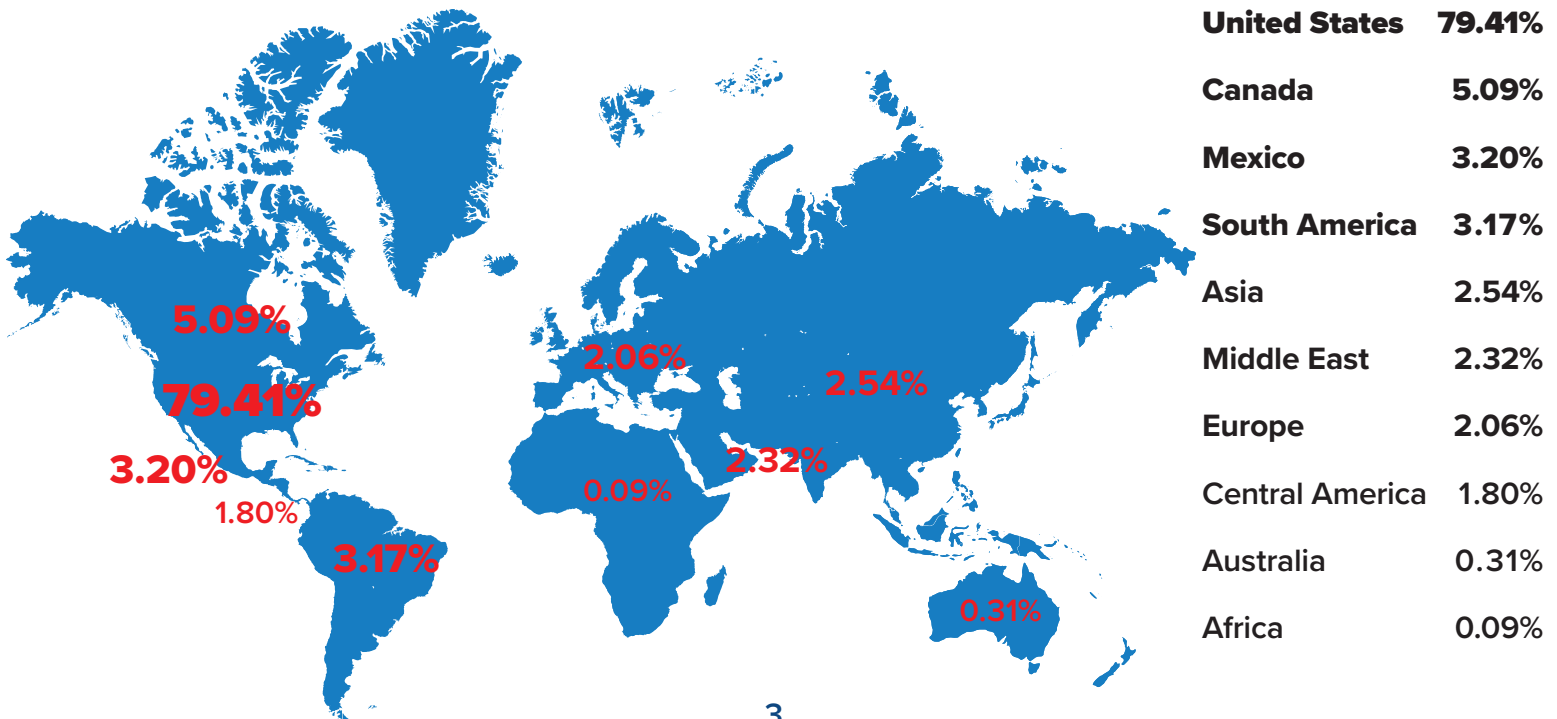 5.09%
79.41%
3.20%
1.80%
3.17%
2.06%
2.54%
2.32%
0.09%
0.31%
United States 79.41%
Canada 5.09%
Mexico 3.20%
South America 3.17%
Asia 2.54%
Middle East 2.32%
Europe 2.06%
Central America 1.80%
Australia 0.31%
Africa 0.09%
3